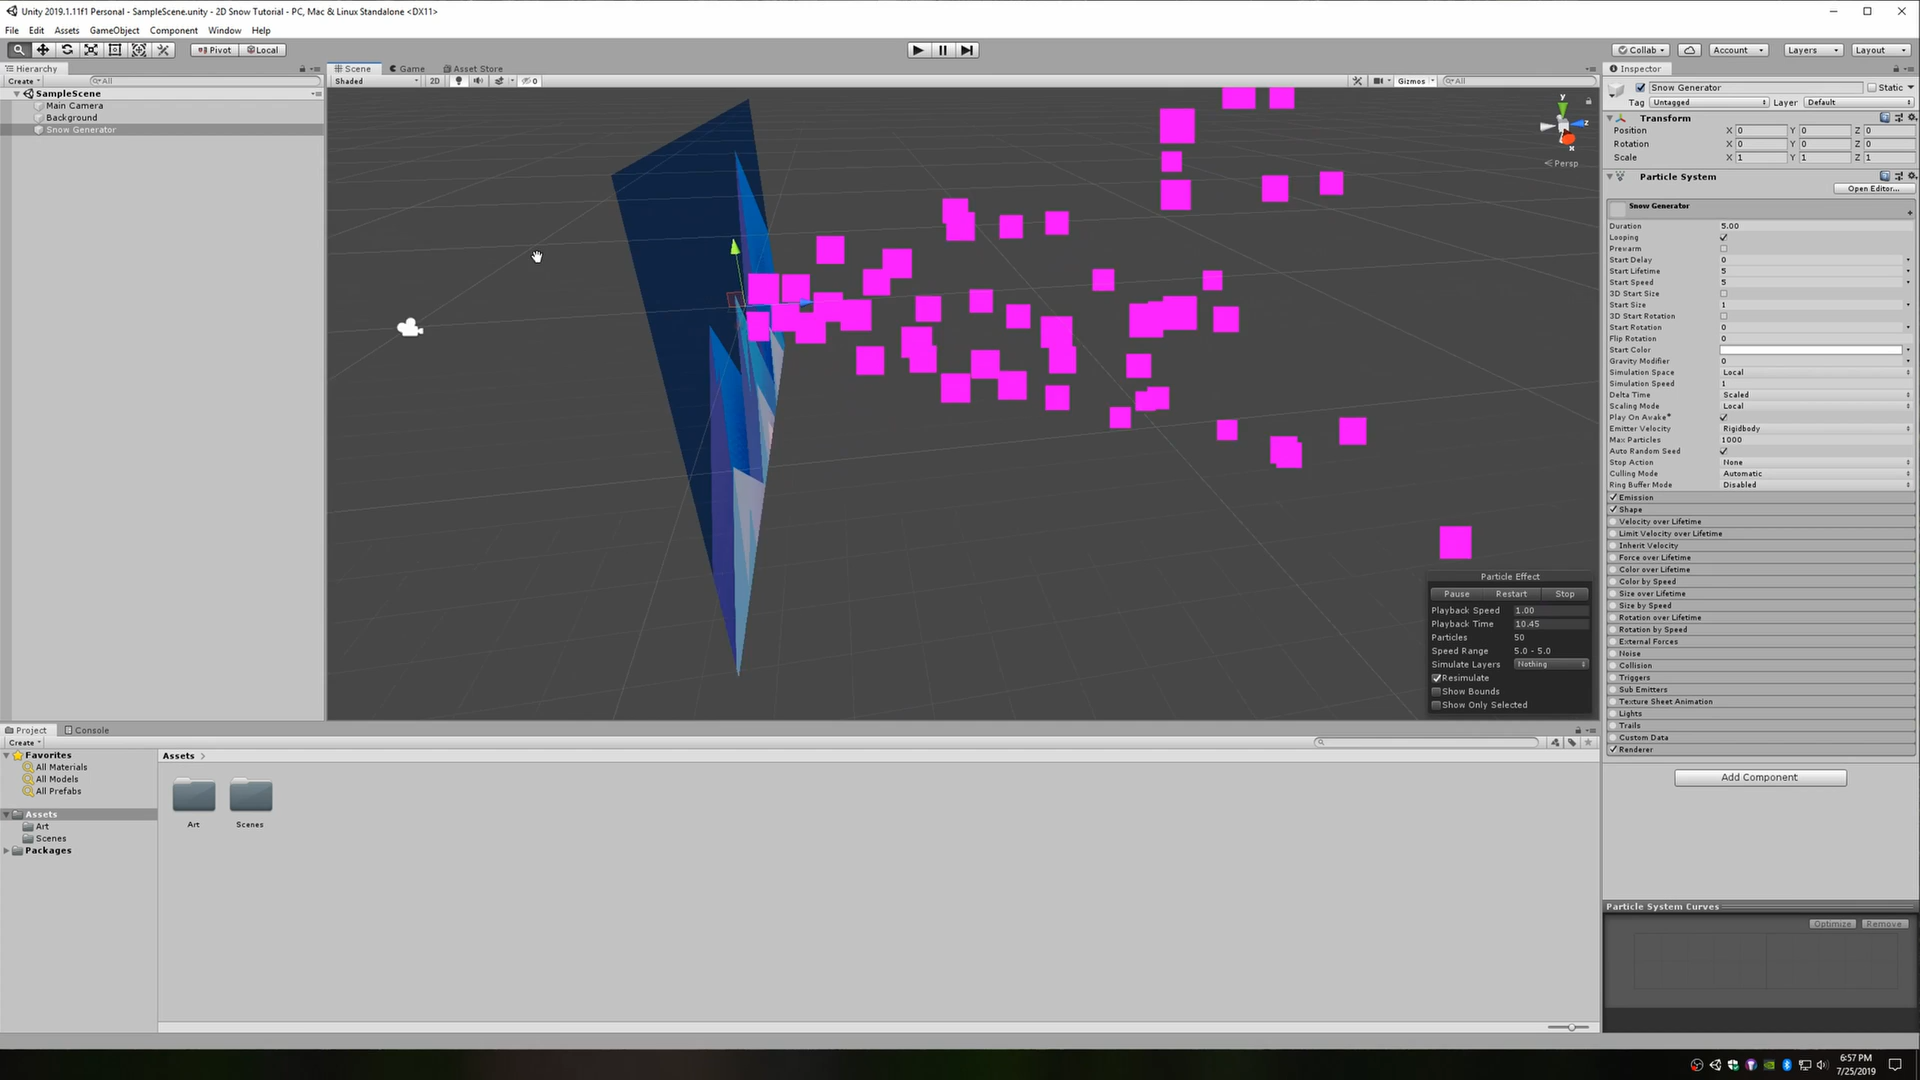 Unity 2019.1.11f1 Personal - SampleScene.unity - 2D Snow Tutorial - PC, Mac & Linux Standalone <DX11>
File Edit Assets GameObject Component Window Help
Pivot Local Collab Account Layers Layout
Hierarchy
Create All
SampleScene
Main Camera
Background
Snow Generator
Scene Game Asset Store
Shaded 2D 0 Gizmos All
y
z
x
Persp
Particle Effect
Pause Restart Stop
Playback Speed 1.00
Playback Time 10.45
Particles 50
Speed Range 5.0 - 5.0
Simulate Layers Nothing
Resimulate
Show Bounds
Show Only Selected
Inspector
Snow Generator Static
Tag Untagged Layer Default
Transform
Position X 0 Y 0 Z 0
Rotation X 0 Y 0 Z 0
Scale X 1 Y 1 Z 1
Particle System
Open Editor...
Snow Generator
Duration 5.00
Looping
Prewarm
Start Delay 0
Start Lifetime 5
Start Speed 5
3D Start Size
Start Size 1
3D Start Rotation
Start Rotation 0
Flip Rotation 0
Start Color
Gravity Modifier 0
Simulation Space Local
Simulation Speed 1
Delta Time Scaled
Scaling Mode Local
Play On Awake*
Emitter Velocity Rigidbody
Max Particles 1000
Auto Random Seed
Stop Action None
Culling Mode Automatic
Ring Buffer Mode Disabled
Emission
Shape
Velocity over Lifetime
Limit Velocity over Lifetime
Inherit Velocity
Force over Lifetime
Color over Lifetime
Color by Speed
Size over Lifetime
Size by Speed
Rotation over Lifetime
Rotation by Speed
External Forces
Noise
Collision
Triggers
Sub Emitters
Texture Sheet Animation
Lights
Trails
Custom Data
Renderer
Add Component
Particle System Curves
Optimize Remove
Project Console
Create
Favorites
All Materials
All Models
All Prefabs
Assets
Art
Scenes
Packages
Assets
Art Scenes
6:57 PM
7/25/2019